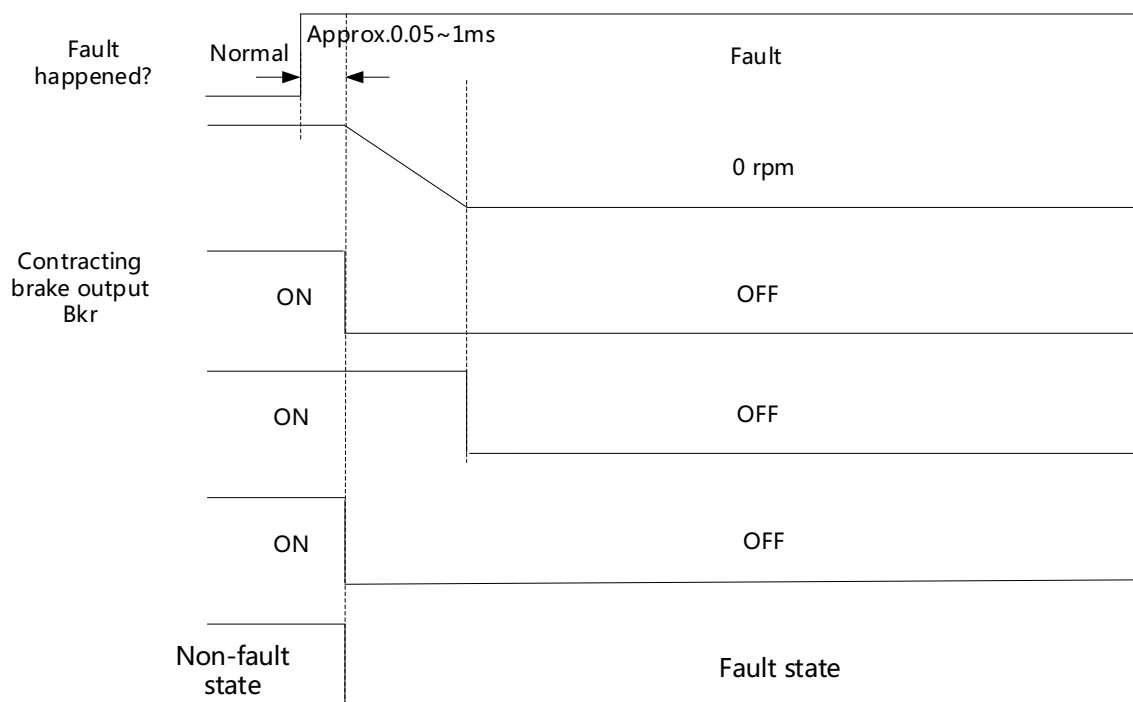 Fault
happened?
Normal
Approx.0.05~1ms
Fault
0 rpm
Contracting
brake output
Bkr
ON
OFF
ON
OFF
ON
OFF
Non-fault
state
Fault state